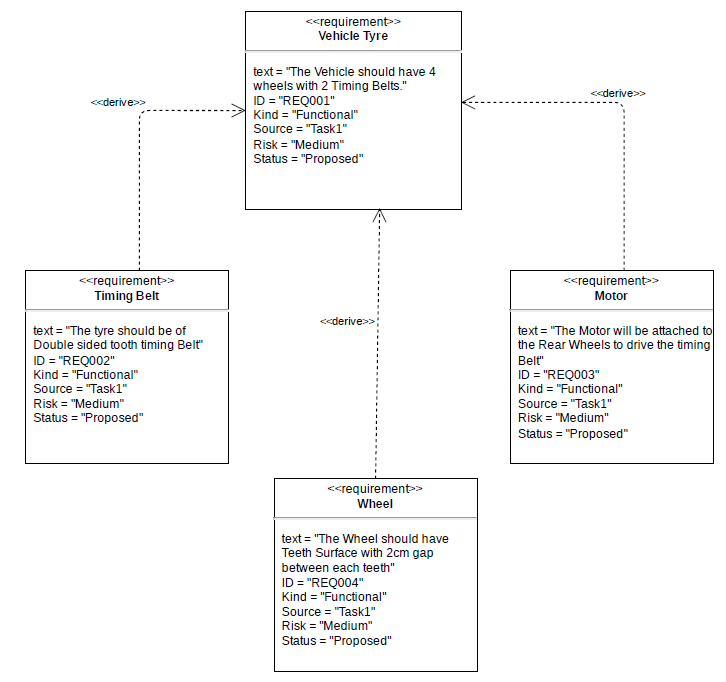 <<requirement>>
Vehicle Tyre
text = "The Vehicle should have 4
wheels with 2 Timing Belts."
ID = "REQ001"
Kind = "Functional"
Source = "Task1"
Risk = "Medium"
Status = "Proposed"
<<derive>>
<<derive>>
<<requirement>>
Timing Belt
text = "The tyre should be of
Double sided tooth timing Belt"
ID = "REQ002"
Kind = "Functional"
Source = "Task1"
Risk = "Medium"
Status = "Proposed"
<<derive>>
<<requirement>>
Motor
text = "The Motor will be attached to
the Rear Wheels to drive the timing
Belt"
ID = "REQ003"
Kind = "Functional"
Source = "Task1"
Risk = "Medium"
Status = "Proposed"
<<requirement>>
Wheel
text = "The Wheel should have
Teeth Surface with 2cm gap
between each teeth"
ID = "REQ004"
Kind = "Functional"
Source = "Task1"
Risk = "Medium"
Status = "Proposed"